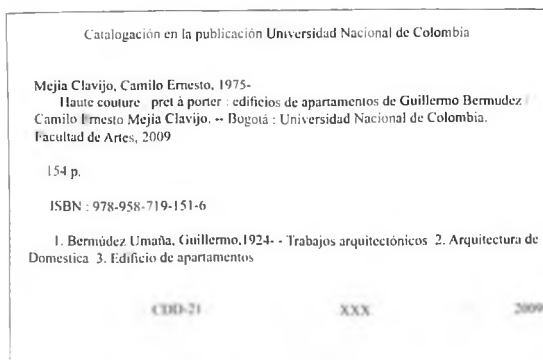 Catalogación en la publicación Universidad Nacional de Colombia
Mejia Clavijo, Camilo Ernesto, 1975-
Haute couture pret à porter : edificios de apartamentos de Guillermo Bermudez /
Camilo Ernesto Mejia Clavijo. -- Bogotá : Universidad Nacional de Colombia.
Facultad de Artes, 2009
154 p.
ISBN : 978-958-719-151-6
1. Bermúdez Umaña, Guillermo,1924- - Trabajos arquitectónicos 2. Arquitectura de
Domestica 3. Edificio de apartamentos
CDD-21 XXX 2009